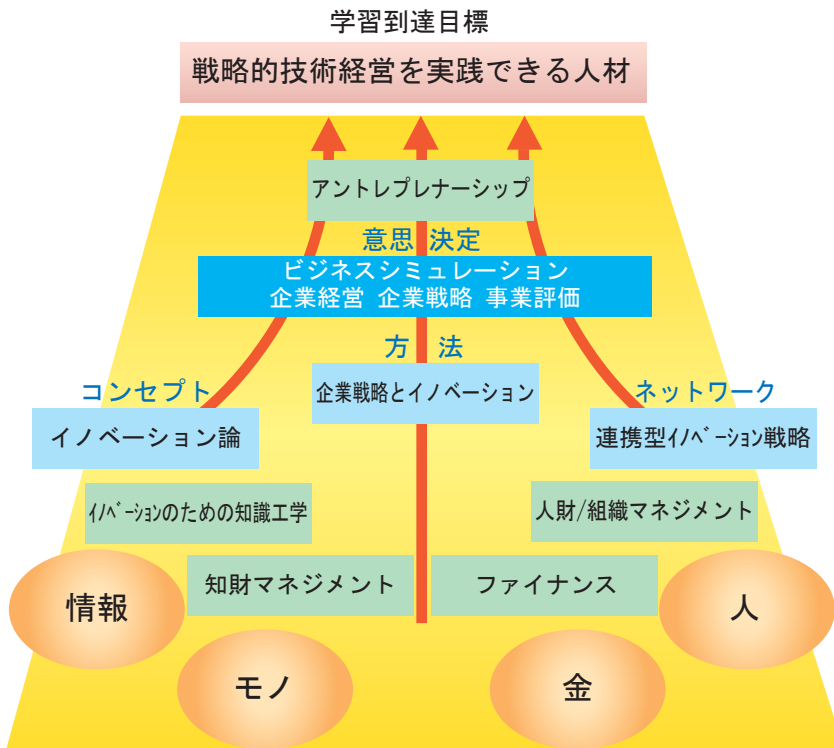 学習到達目標
戦略的技術経営を実践できる人材
アントレプレナーシップ
意思 決定
ビジネスシミュレーション
企業経営 企業戦略 事業評価
方 法
コンセプト
企業戦略とイノベーション
ネットワーク
イノベーション論
連携型ｲﾉﾍﾞｰｼｮﾝ戦略
ｲﾉﾍﾞｰｼｮﾝのための知識工学
人財/組織マネジメント
知財マネジメント
ファイナンス
情報
人
モノ
金